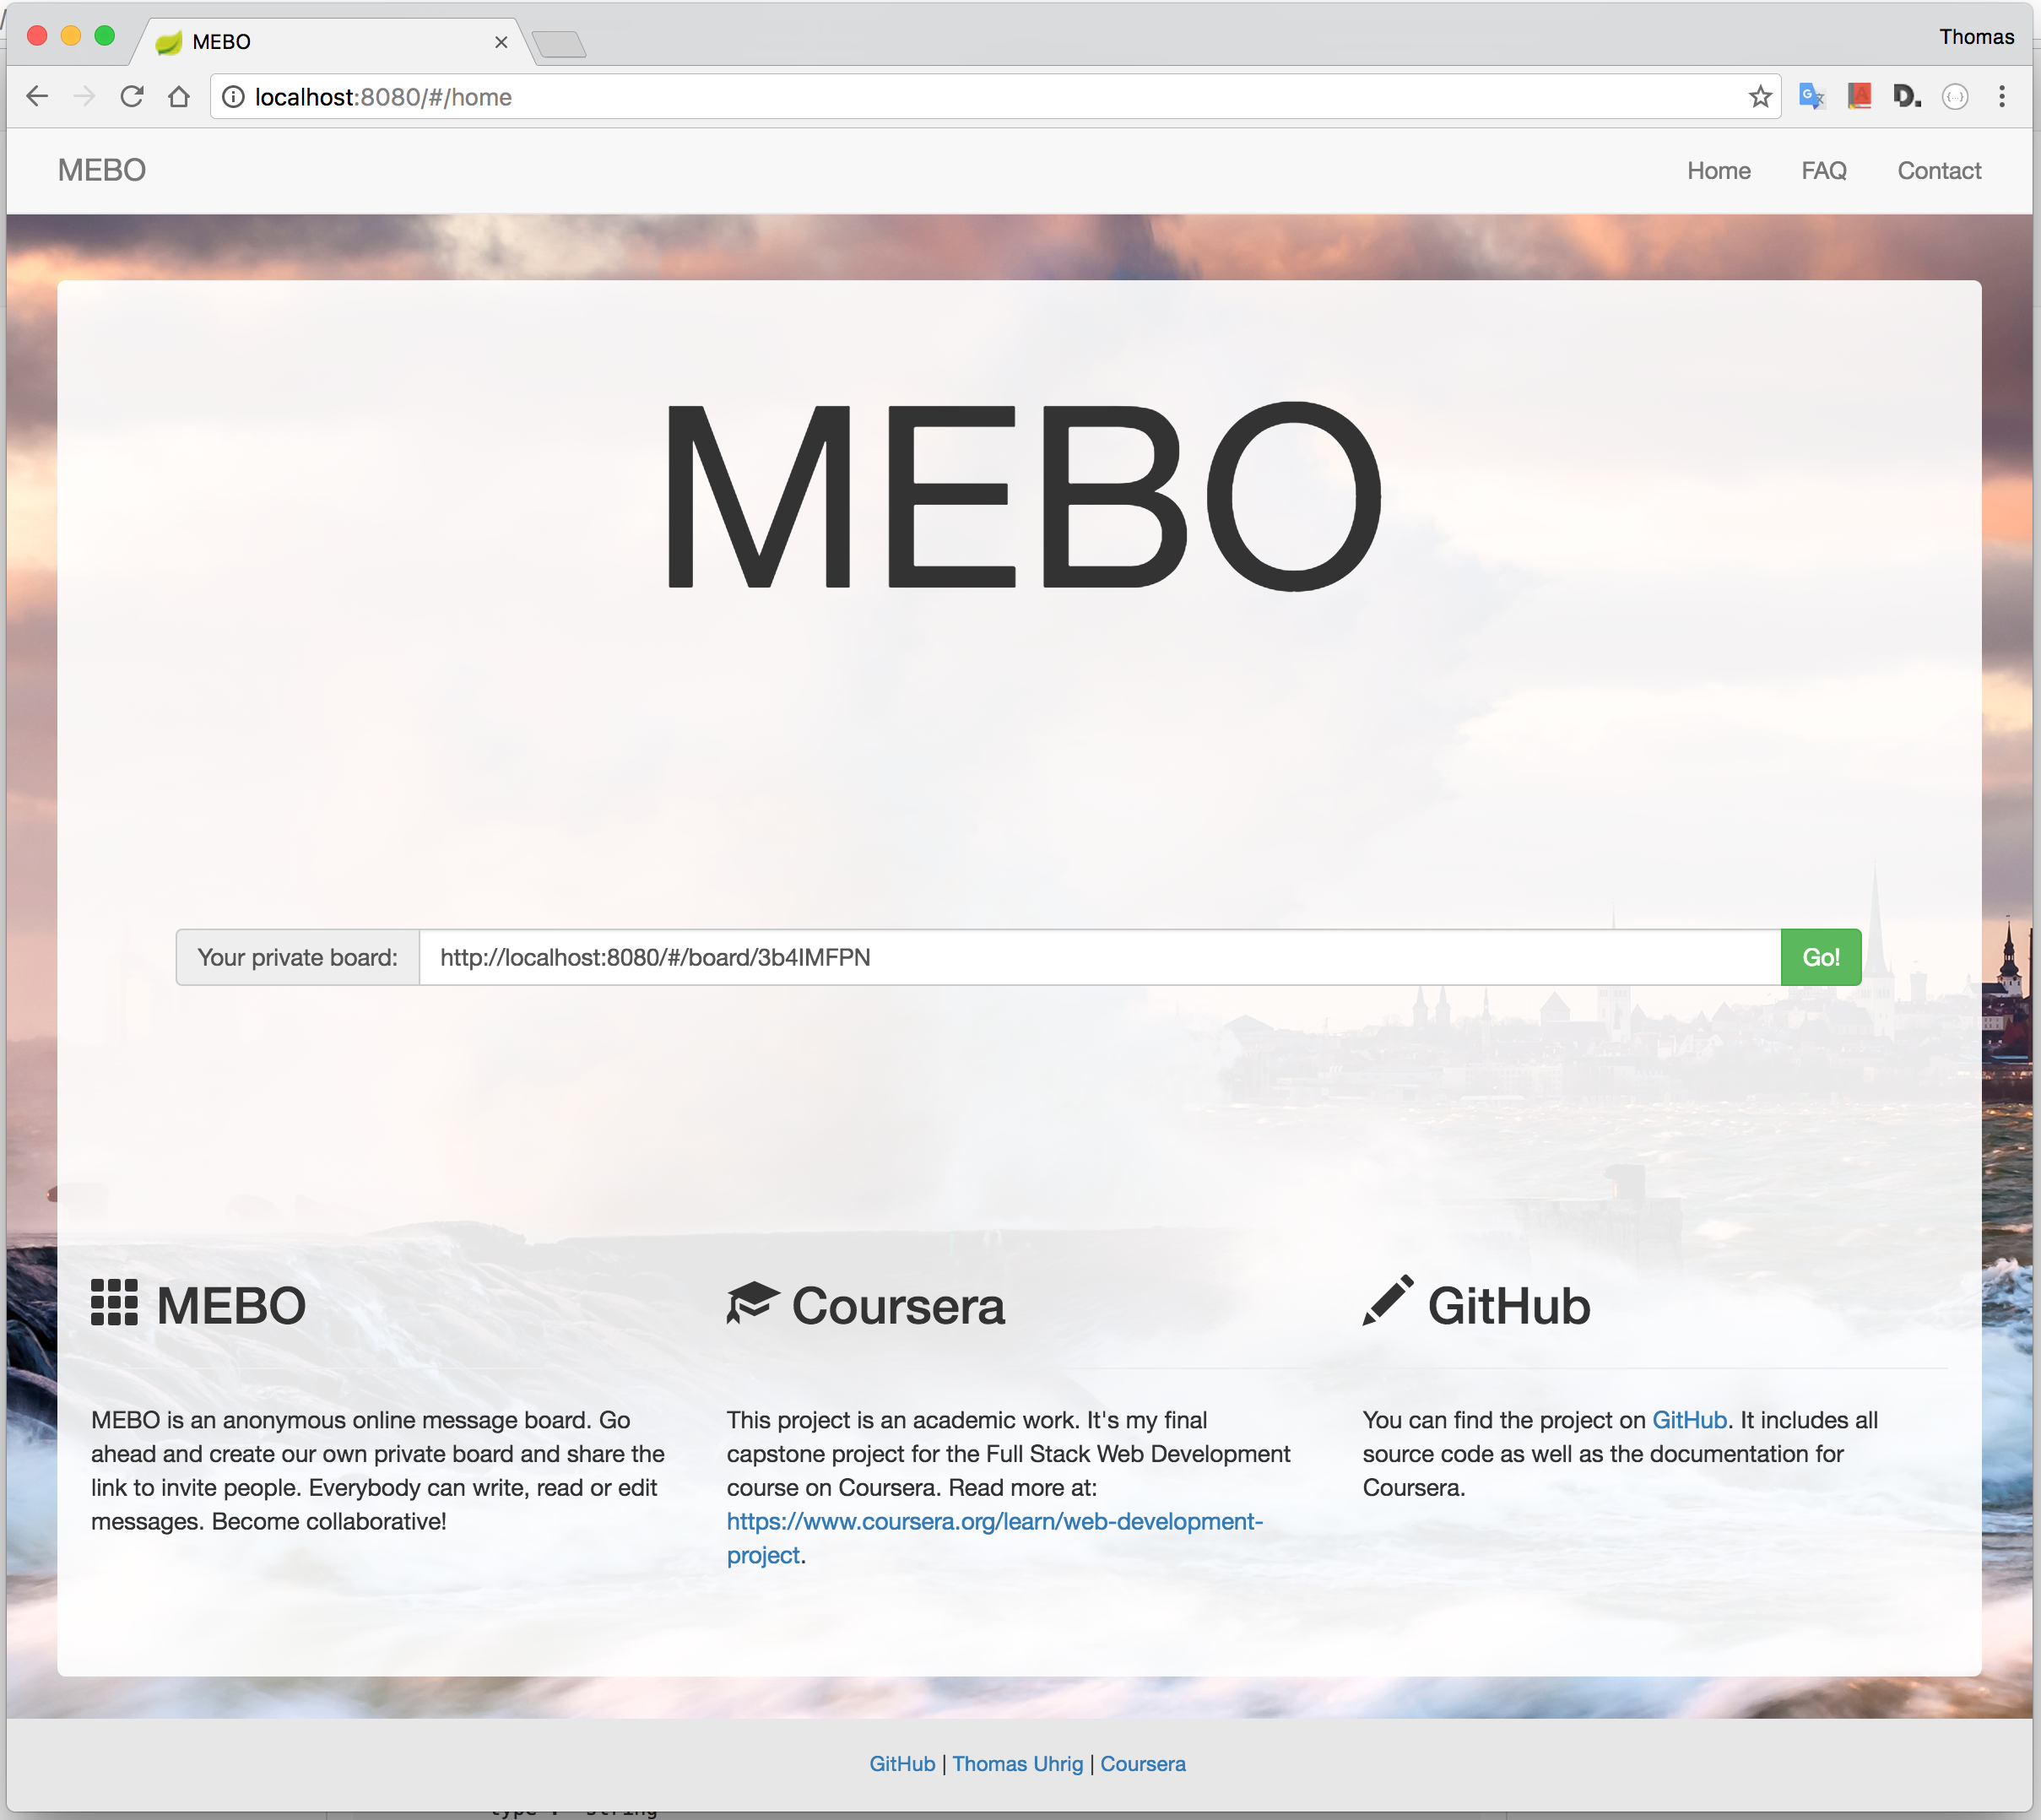 MEBO
Thomas
localhost:8080/#/home
MEBO
Home FAQ Contact
MEBO
Your private board: http://localhost:8080/#/board/3b4IMFPN Go!
MEBO
MEBO is an anonymous online message board. Go
ahead and create our own private board and share the
link to invite people. Everybody can write, read or edit
messages. Become collaborative!
Coursera
This project is an academic work. It's my final
capstone project for the Full Stack Web Development
course on Coursera. Read more at:
https://www.coursera.org/learn/web-development-
project.
GitHub
You can find the project on GitHub. It includes all
source code as well as the documentation for
Coursera.
GitHub | Thomas Uhrig | Coursera